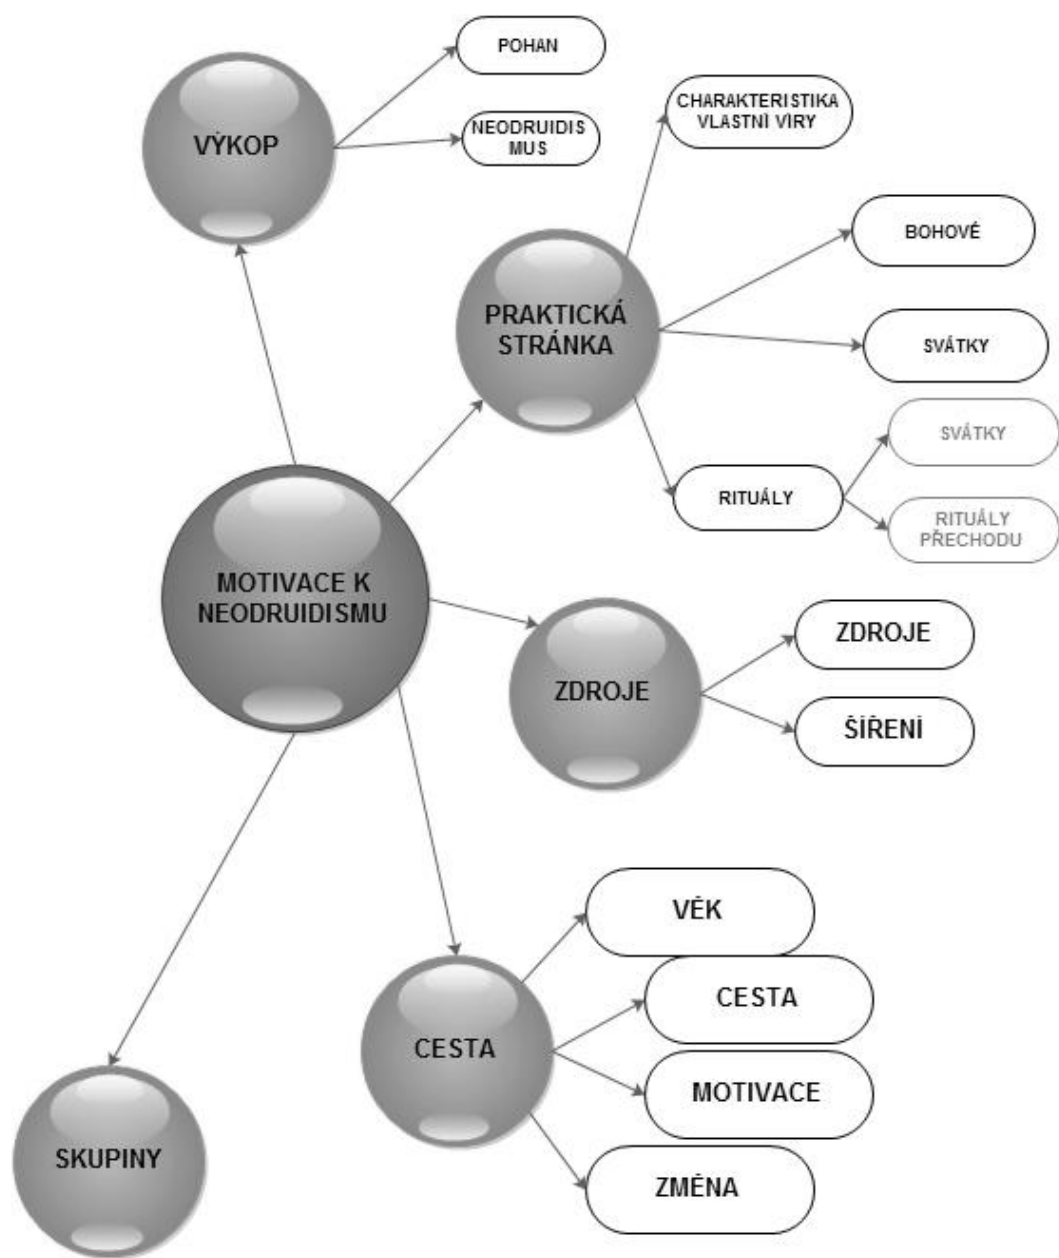 POHAN
VÝKOP
NEODRUIDIS
MUS
CHARAKTERISTIKA
VLASTNÍ VÍRY
BOHOVÉ
PRAKTICKÁ
STRÁNKA
SVÁTKY
RITUÁLY
SVÁTKY
RITUÁLY
PŘECHODU
MOTIVACE K
NEODRUIDISMU
ZDROJE
ZDROJE
ŠÍŘENÍ
CESTA
VĚK
CESTA
MOTIVACE
ZMĚNA
SKUPINY